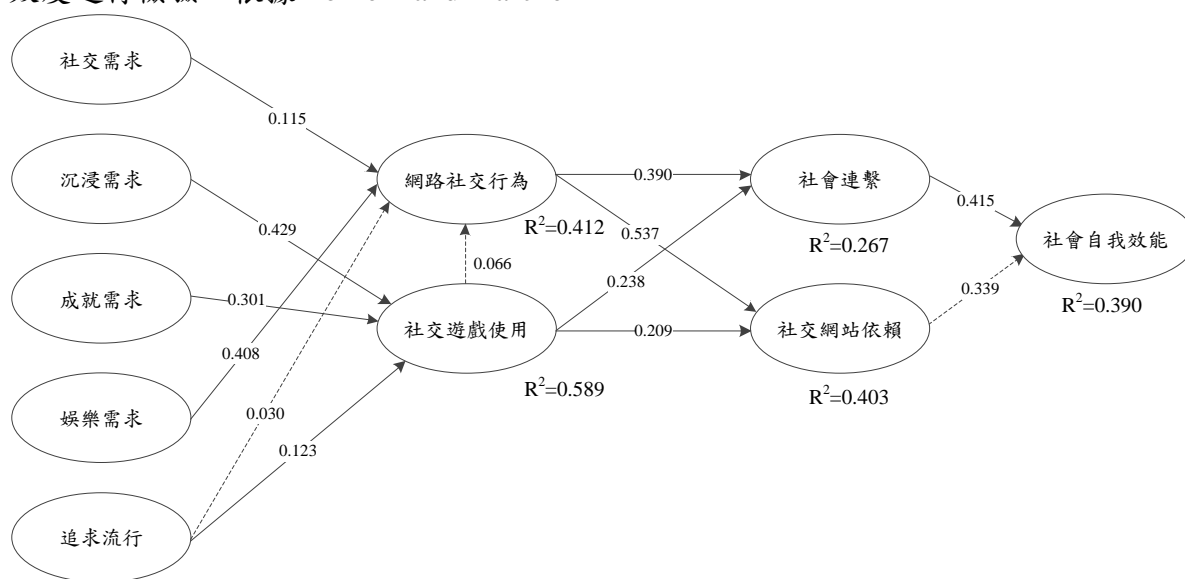 社交需求
0.115
沉浸需求
網路社交行為
0.390
社會連繫
0.415
R²=0.412
0.537
R²=0.267
社會自我效能
0.429
0.066
0.238
0.339
R²=0.390
成就需求
0.301
社交遊戲使用
0.209
社交網站依賴
0.408
R²=0.589
R²=0.403
娛樂需求
0.030
0.123
追求流行